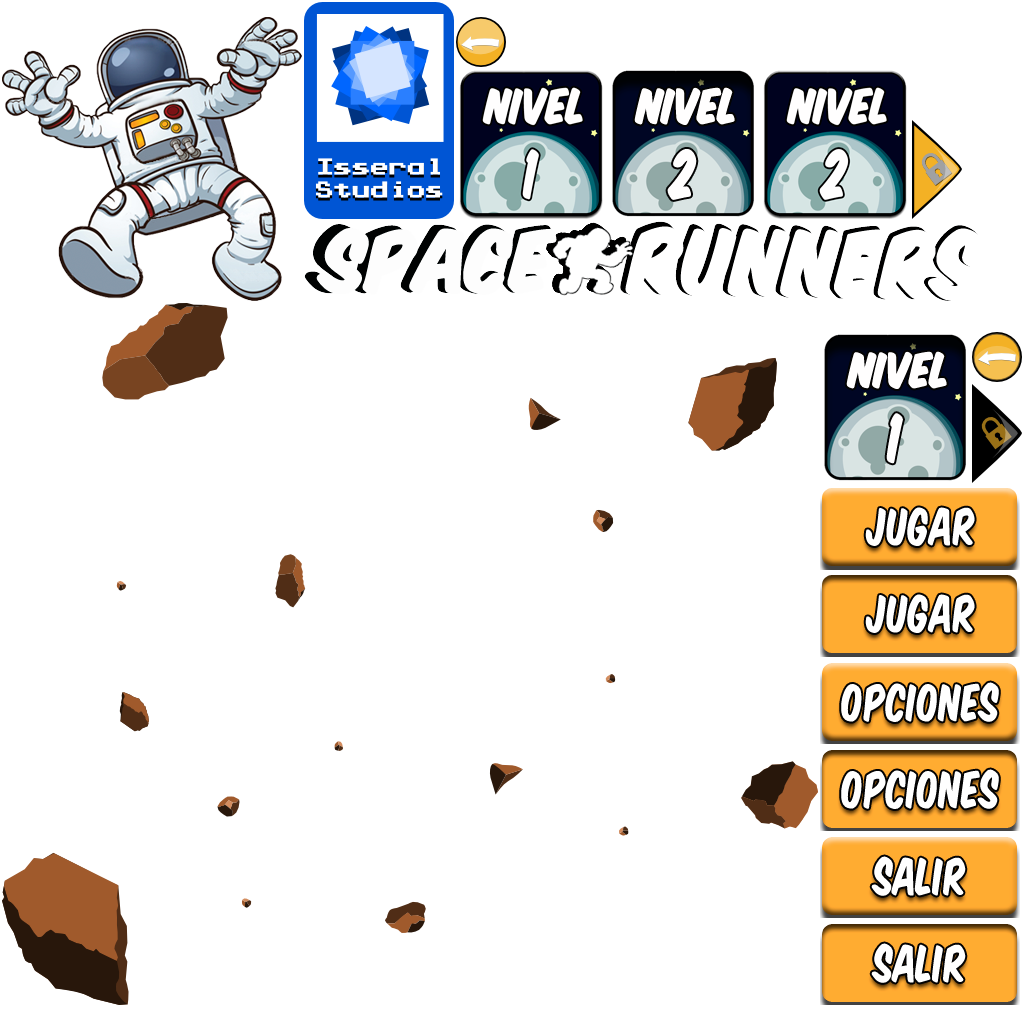 Isseral
Studios
NIVEL
1
NIVEL
2
NIVEL
2
SPACE RUNNERS
NIVEL
1
JUGAR
JUGAR
OPCIONES
OPCIONES
SALIR
SALIR